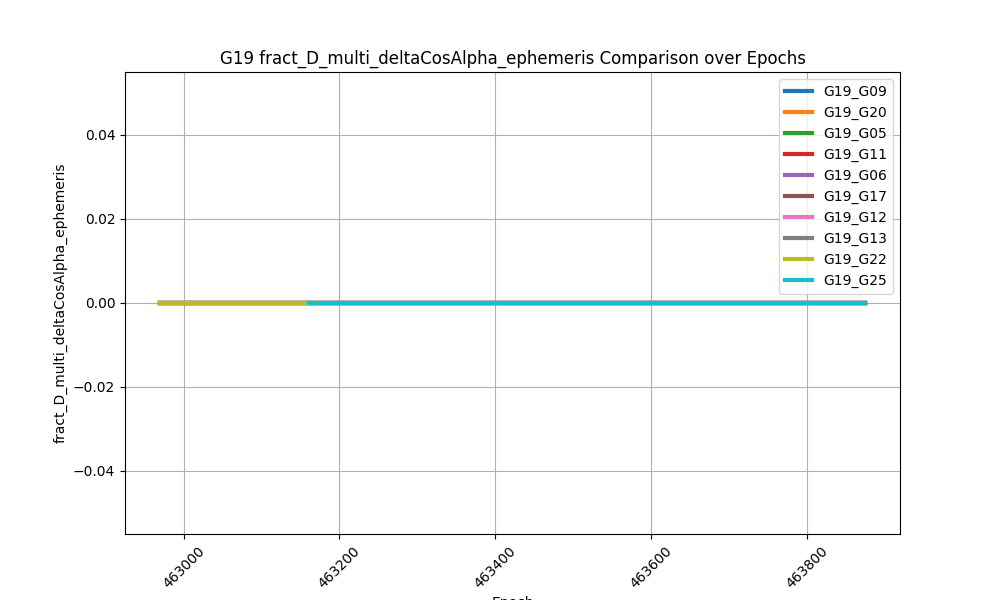 G19 fract_D_multi_deltaCosAlpha_ephemeris Comparison over Epochs
G19_G09
G19_G20
G19_G05
G19_G11
G19_G06
G19_G17
G19_G12
G19_G13
G19_G22
G19_G25
fract_D_multi_deltaCosAlpha_ephemeris
0.04
0.02
0.00
−0.02
−0.04
463000
463200
463400
463600
463800
Epoch